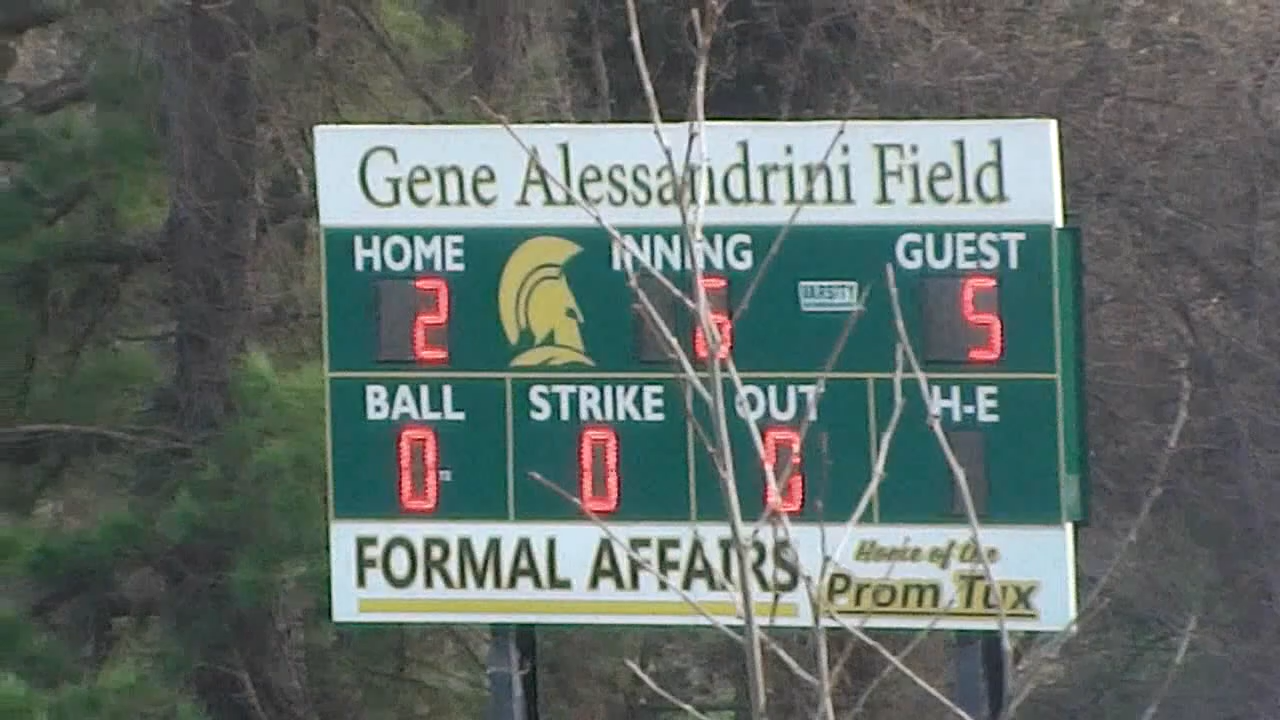 Gene Alessandrini Field
HOME INNING GUEST
2 VARSITY 5
BALL STRIKE OUT H-E
0 0 0
FORMAL AFFAIRS
Home of the
Prom Tux